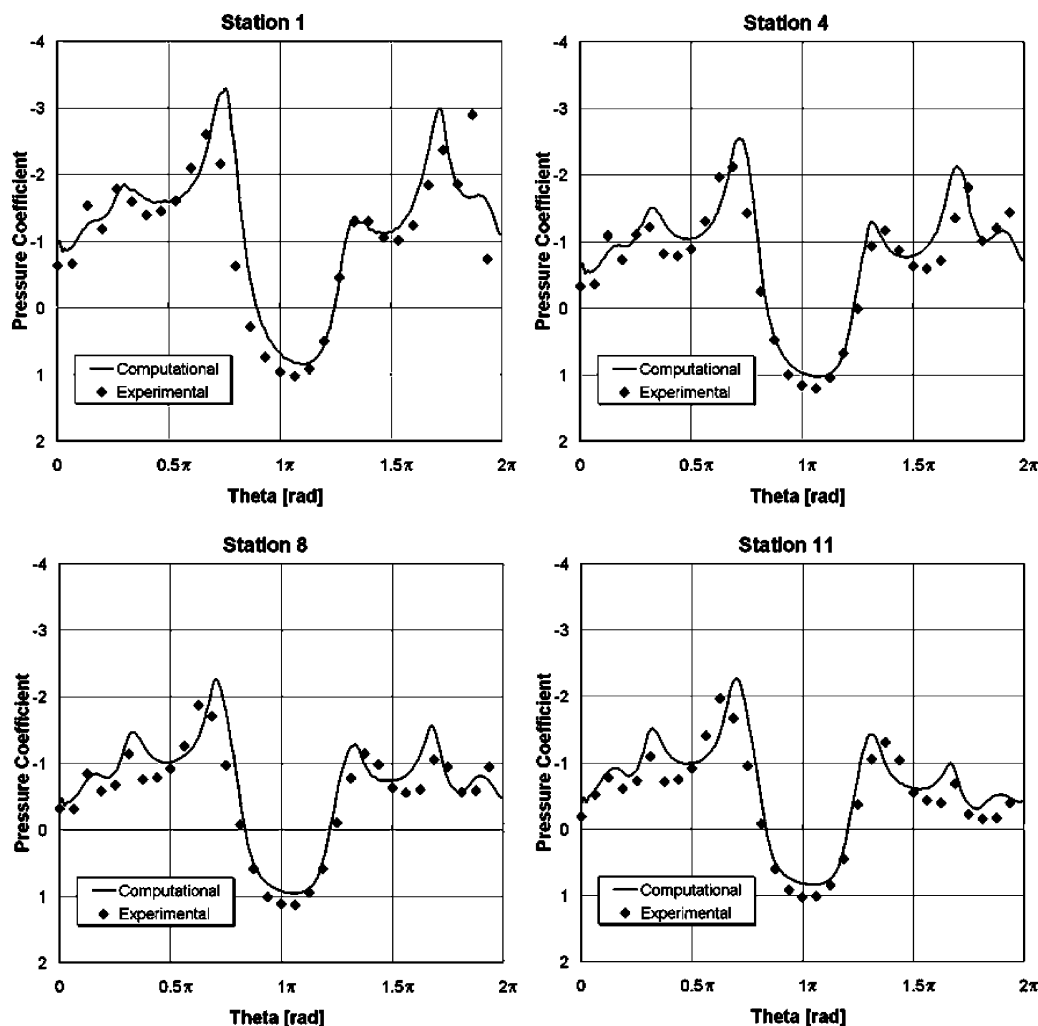 Station 1
Pressure Coefficient
-4
-3
-2
-1
0
1
2
Computational
Experimental
0
0.5π
1π
1.5π
2π
Theta [rad]
Station 4
Pressure Coefficient
-4
-3
-2
-1
0
1
2
Computational
Experimental
0
0.5π
1π
1.5π
2π
Theta [rad]
Station 8
Pressure Coefficient
-4
-3
-2
-1
0
1
2
Computational
Experimental
0
0.5π
1π
1.5π
2π
Theta [rad]
Station 11
Pressure Coefficient
-4
-3
-2
-1
0
1
2
Computational
Experimental
0
0.5π
1π
1.5π
2π
Theta [rad]